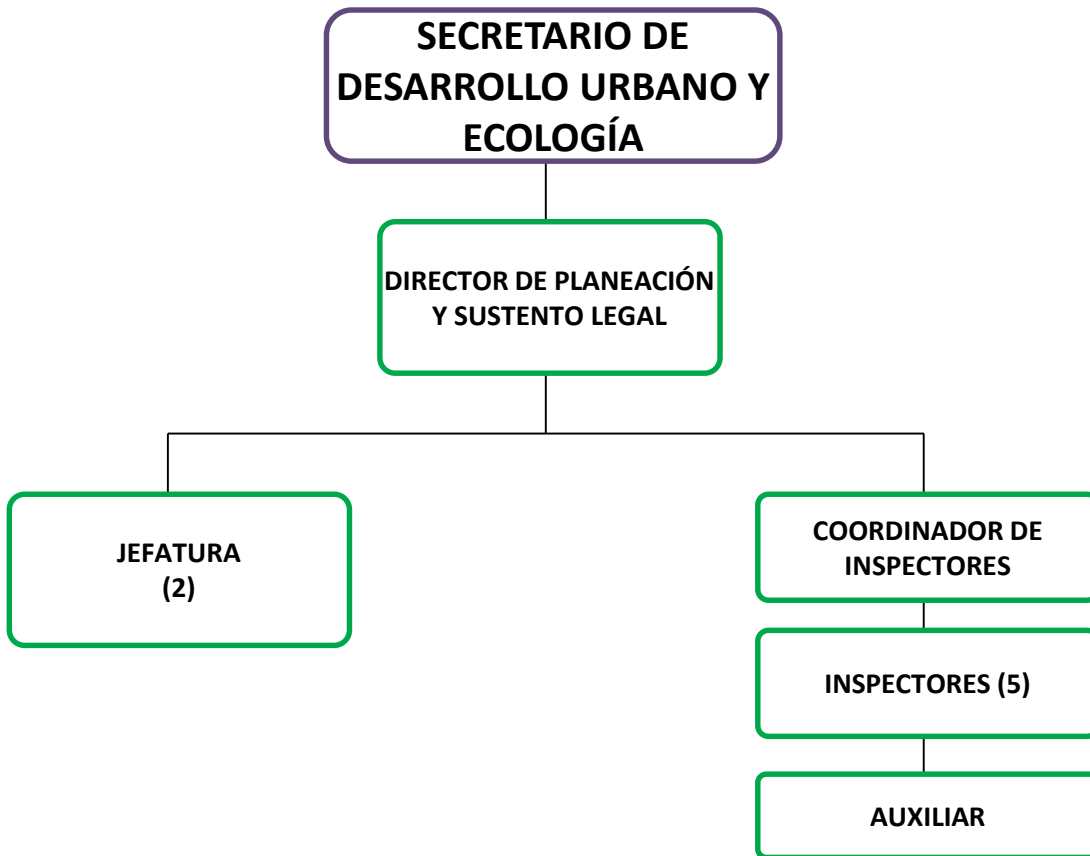 SECRETARIO DE
DESARROLLO URBANO Y
ECOLOGÍA
DIRECTOR DE PLANEACIÓN
Y SUSTENTO LEGAL
JEFATURA
(2)
COORDINADOR DE
INSPECTORES
INSPECTORES (5)
AUXILIAR